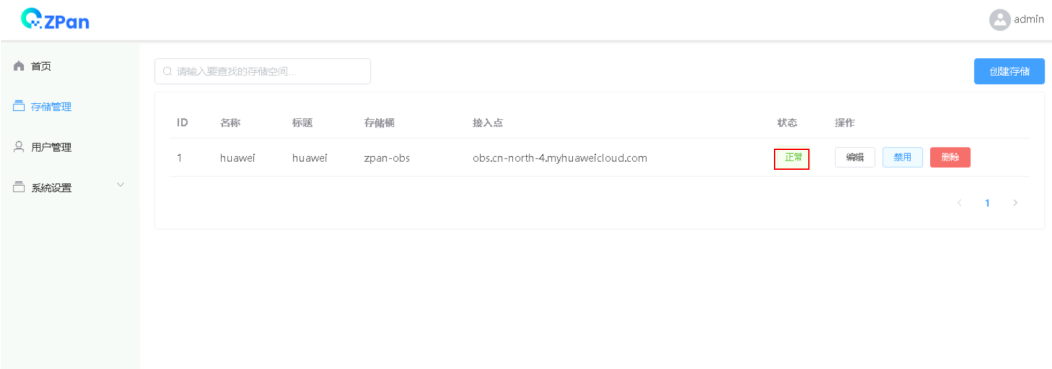 ZPan
admin
首页
请输入要查找的存储空间...
创建存储
存储管理
ID 名称 标题 存储桶 接入点 状态 操作
用户管理
1 huawei huawei zpan-obs obs.cn-north-4.myhuaweicloud.com 正常 编辑 禁用 删除
系统设置
1